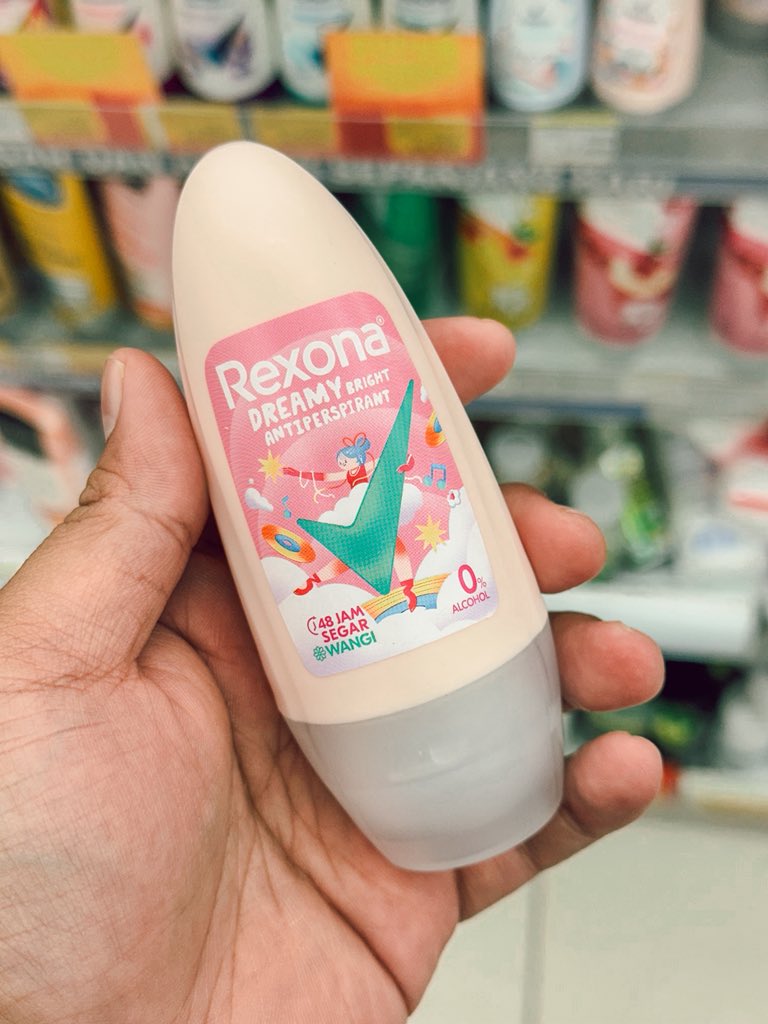 Rexona®
DREAMY BRIGHT
ANTIPERSPIRANT
48 JAM
SEGAR
WANGI
0%
ALCOHOL